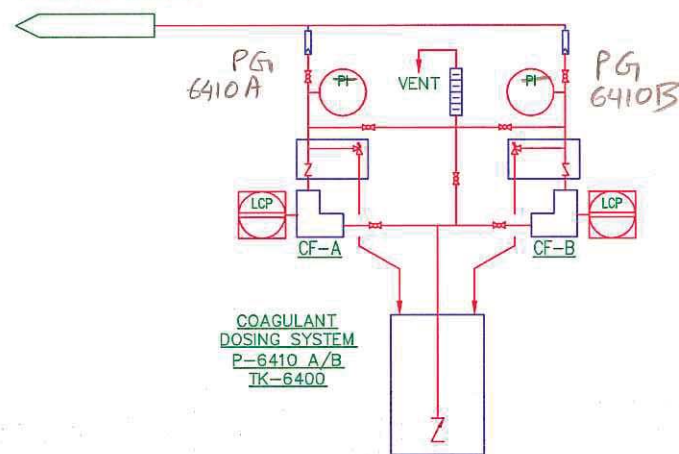 PG
6410A
PI
VENT
PI
PG
6410B
LCP
CF-A
CF-B
LCP
COAGULANT
DOSING SYSTEM
P-6410 A/B
TK-6400